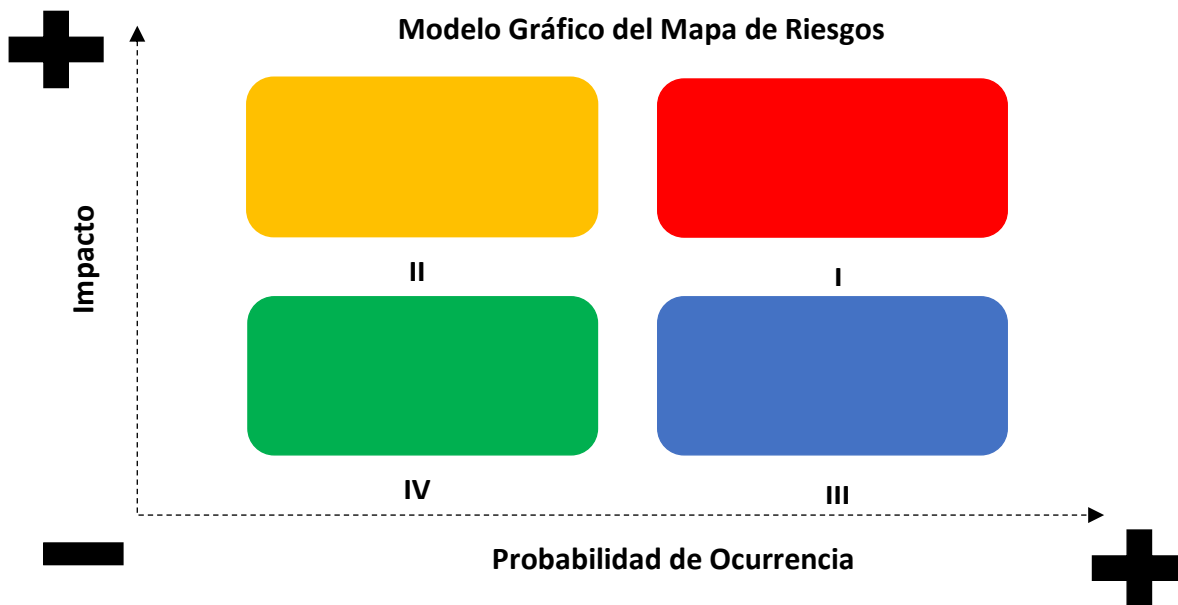 Modelo Gráfico del Mapa de Riesgos
Impacto
II
I
IV
III
Probabilidad de Ocurrencia